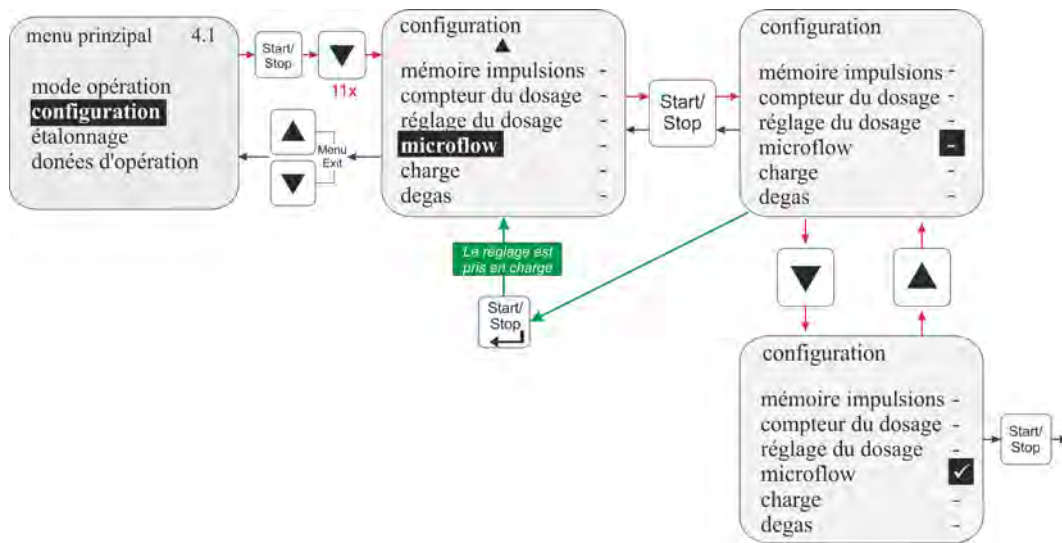 menu prinzipal 4.1
mode opération
configuration
étalonnage
donées d'opération
Start/
Stop
11x
Menu
Exit
configuration
mémoire impulsions -
compteur du dosage -
réglage du dosage -
microflow -
charge -
degas -
Start/
Stop
configuration
mémoire impulsions -
compteur du dosage -
réglage du dosage -
microflow -
charge -
degas -
Le réglage est
pris en charge
Start/
Stop
configuration
mémoire impulsions -
compteur du dosage -
réglage du dosage -
microflow ✓
charge -
degas -
Start/
Stop